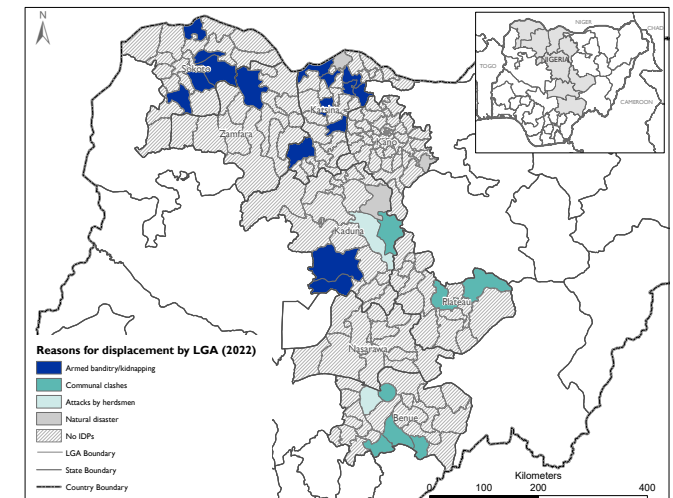 N
NIGER
CHAD
TOGO
NIGERIA
CAMEROON
Sokoto
Katsina
Zamfara
Kano
Kaduna
Plateau
Nasarawa
Benue
Reasons for displacement by LGA (2022)
Armed banditry/kidnapping
Communal clashes
Attacks by herdsmen
Natural disaster
No IDPs
LGA Boundary
State Boundary
Country Boundary
Kilometers
0 100 200 400